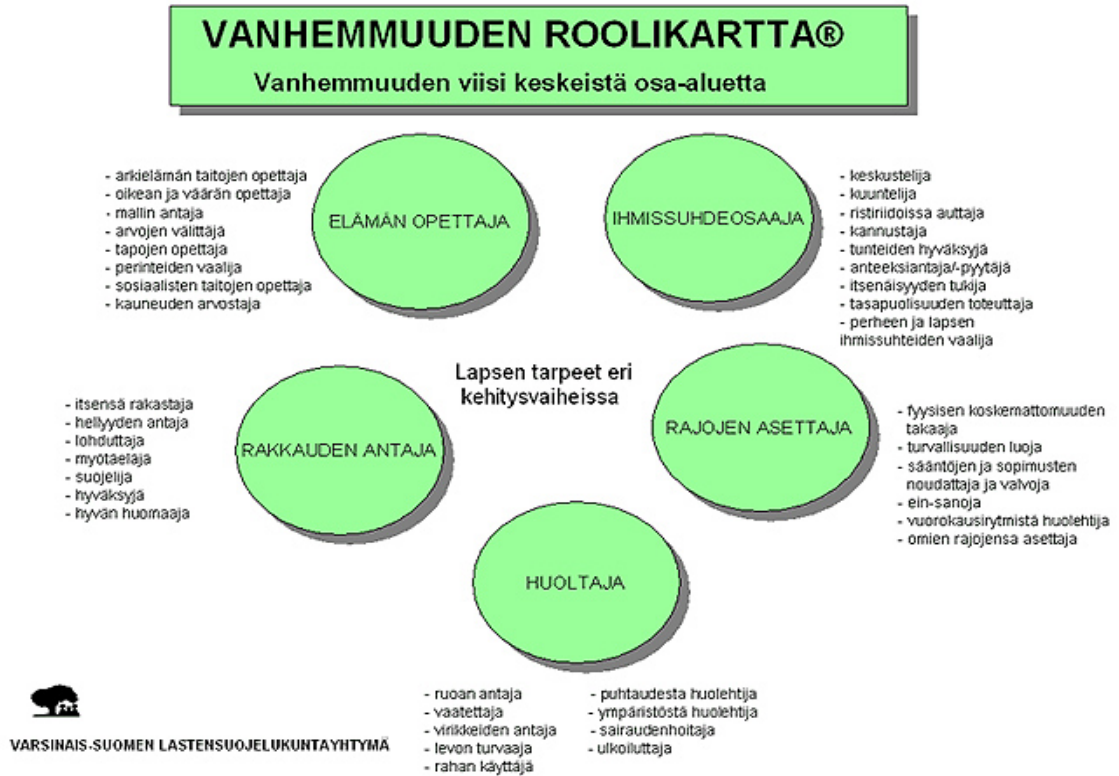 VANHEMMUUDEN ROOLIKARTTA®
Vanhemmuuden viisi keskeistä osa-aluetta
- arkielämän taitojen opettaja
- oikean ja väärän opettaja
- mallin antaja
- arvojen välittäjä
- tapojen opettaja
- perinteiden vaalija
- sosiaalisten taitojen opettaja
- kauneuden arvostaja
ELÄMÄN OPETTAJA
IHMISSUHDEOSAAJA
- keskustelija
- kuuntelija
- ristiriidoissa auttaja
- kannustaja
- tunteiden hyväksyjä
- anteeksiantaja/-pyytäjä
- itsenäisyyden tukija
- tasapuolisuuden toteuttaja
- perheen ja lapsen
ihmissuhteiden vaalija
Lapsen tarpeet eri
kehitysvaiheissa
- itsensä rakastaja
- hellyyden antaja
- lohduttaja
- myötäeläjä
- suojelija
- hyväksyjä
- hyvän huomaaja
RAKKAUDEN ANTAJA
RAJOJEN ASETTAJA
- fyysisen koskemattomuuden
takaaja
- turvallisuuden luoja
- sääntöjen ja sopimusten
noudattaja ja valvoja
- ein-sanoja
- vuorokausirytmistä huolehtija
- omien rajojensa asettaja
HUOLTAJA
- ruoan antaja
- vaatettaja
- virikkeiden antaja
- levon turvaaja
- rahan käyttäjä
- puhtaudesta huolehtija
- ympäristöstä huolehtija
- sairaudenhoitaja
- ulkoiluttaja
VARSINAIS-SUOMEN LASTENSUOJELUKUNTAYHTYMÄ